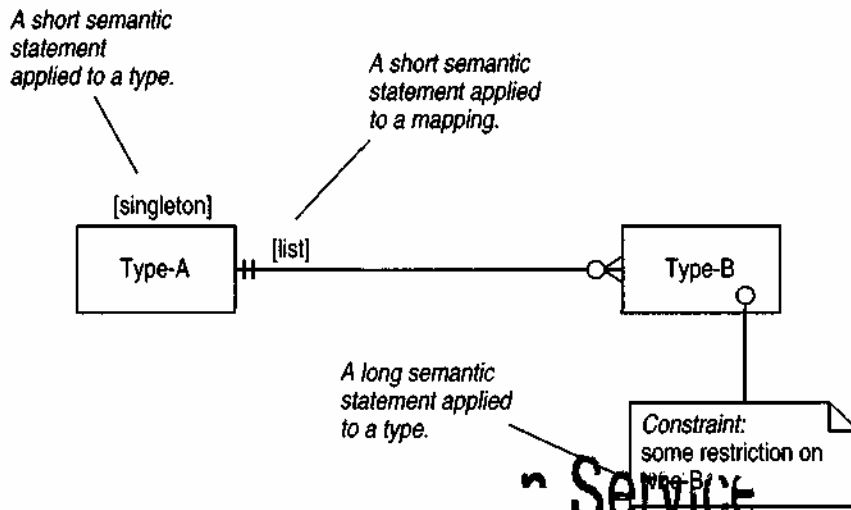 A short semantic
statement
applied to a type.
A short semantic
statement applied
to a mapping.
[singleton]
[list]
Type-A
Type-B
A long semantic
statement applied
to a type.
Constraint:
some restriction on
Service